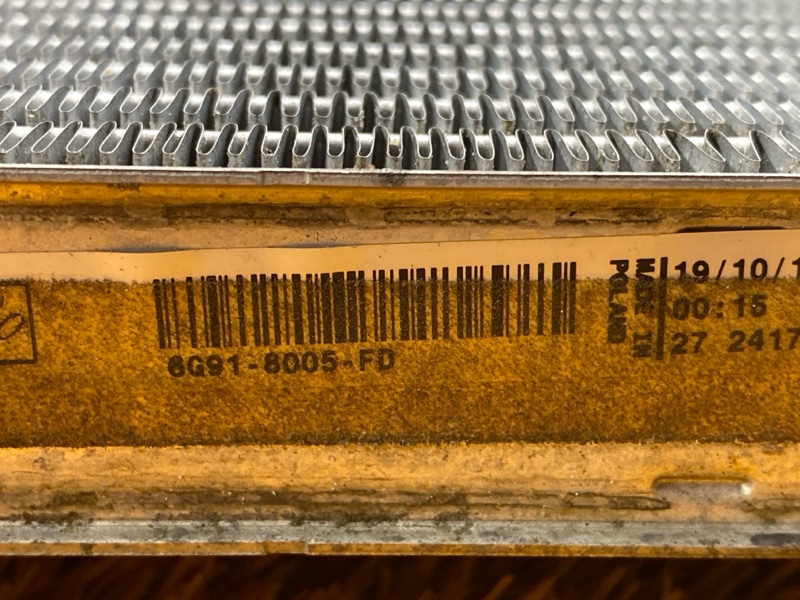 6G91-8005-FD
MADE IN
POLAND
19/10/1
00:15
27 2417